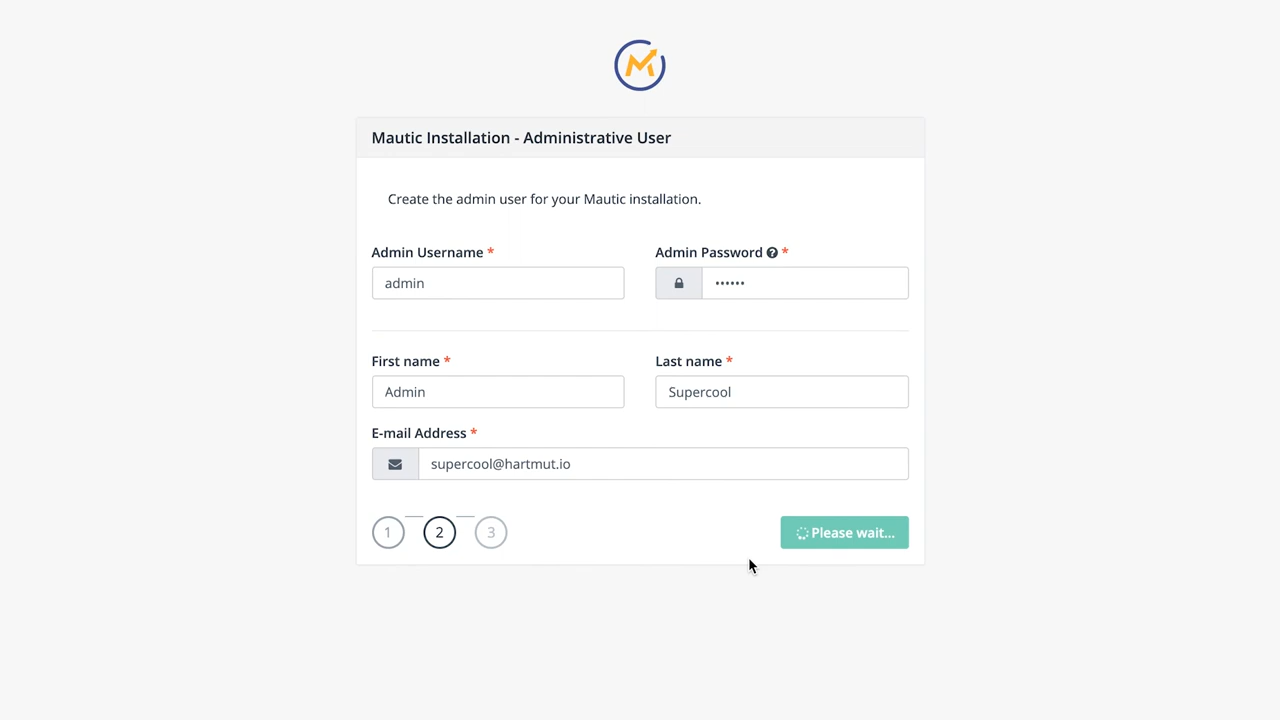 Mautic Installation - Administrative User
Create the admin user for your Mautic installation.
Admin Username * Admin Password ? *
admin ••••••
First name * Last name *
Admin Supercool
E-mail Address *
supercool@hartmut.io
1 2 3 Please wait...